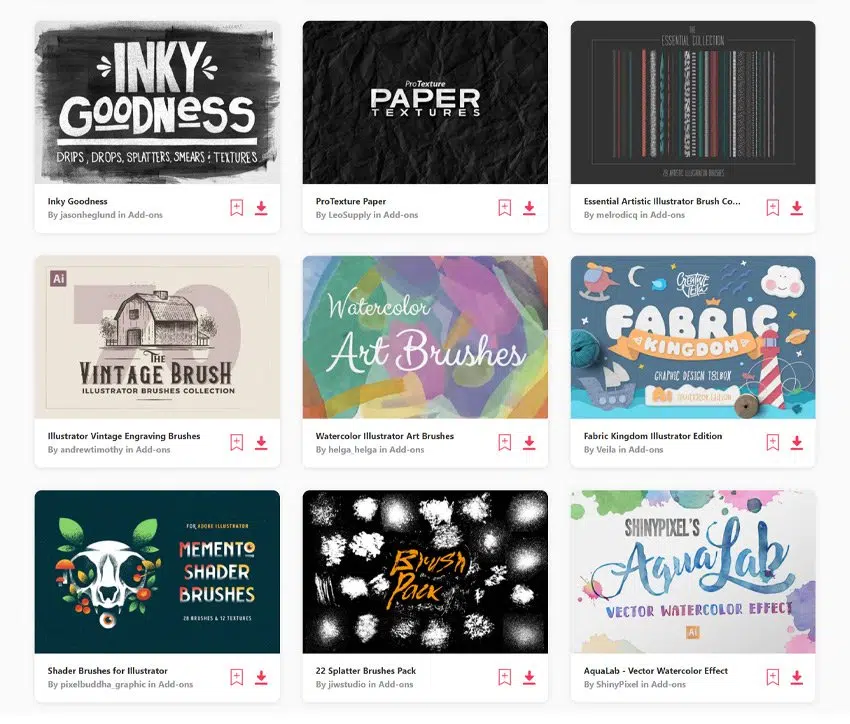 INKY
GOODNESS
DRIPS, DROPS, SPLATTERS, SMEARS & TEXTURES
Inky Goodness
By jasonheglund in Add-ons
ProTexture
PAPER
TEXTURES
ProTexture Paper
By LeoSupply in Add-ons
THE
ESSENTIAL COLLECTION
ARTISTIC ILLUSTRATOR BRUSHES
Essential Artistic Illustrator Brush Co...
By melrodicq in Add-ons
Ai
79
THE
VINTAGE BRUSH
ILLUSTRATOR BRUSHES COLLECTION
Illustrator Vintage Engraving Brushes
By andrewtimothy in Add-ons
Watercolor
Art Brushes
Watercolor Illustrator Art Brushes
By helga_helga in Add-ons
Creative
Veila
FABRIC
KINGDOM
GRAPHIC DESIGN TOOLBOX
Ai Illustrator Edition
Fabric Kingdom Illustrator Edition
By Veila in Add-ons
FOR ADOBE ILLUSTRATOR
MEMENTO
SHADER
BRUSHES
28 BRUSHES & 12 TEXTURES
Shader Brushes for Illustrator
By pixelbuddha_graphic in Add-ons
Brush
Pack
22 Splatter Brushes Pack
By jiwstudio in Add-ons
SHINYPIXEL'S
AquaLab
VECTOR WATERCOLOR EFFECT
Ai
AquaLab - Vector Watercolor Effect
By ShinyPixel in Add-ons